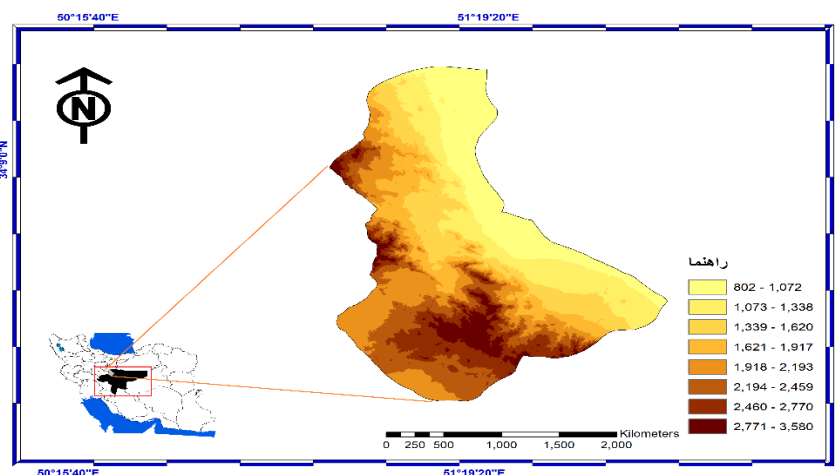 50°15'40"E 51°19'20"E
N
34°9'0"N
راهنما
802 - 1,072
1,073 - 1,338
1,339 - 1,620
1,621 - 1,917
1,918 - 2,193
2,194 - 2,459
2,460 - 2,770
2,771 - 3,580
Kilometers
0 250 500 1,000 1,500 2,000
50°15'40"E 51°19'20"E